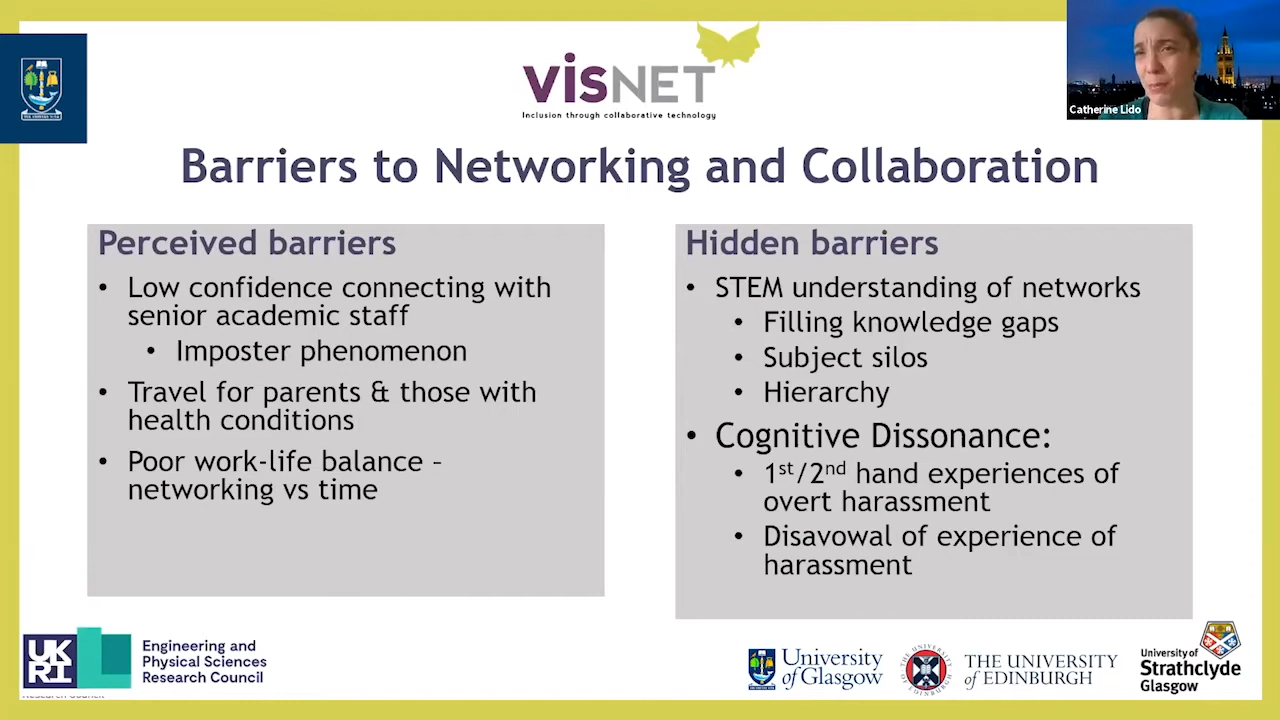 Catherine Lido
visNET
Inclusion through collaborative technology
Barriers to Networking and Collaboration
Perceived barriers
• Low confidence connecting with
senior academic staff
• Imposter phenomenon
• Travel for parents & those with
health conditions
• Poor work-life balance –
networking vs time
Hidden barriers
• STEM understanding of networks
• Filling knowledge gaps
• Subject silos
• Hierarchy
• Cognitive Dissonance:
• 1st/2nd hand experiences of
overt harassment
• Disavowal of experience of
harassment
UK
RI
Engineering and
Physical Sciences
Research Council
University
of Glasgow
THE UNIVERSITY
of EDINBURGH
University of
Strathclyde
Glasgow